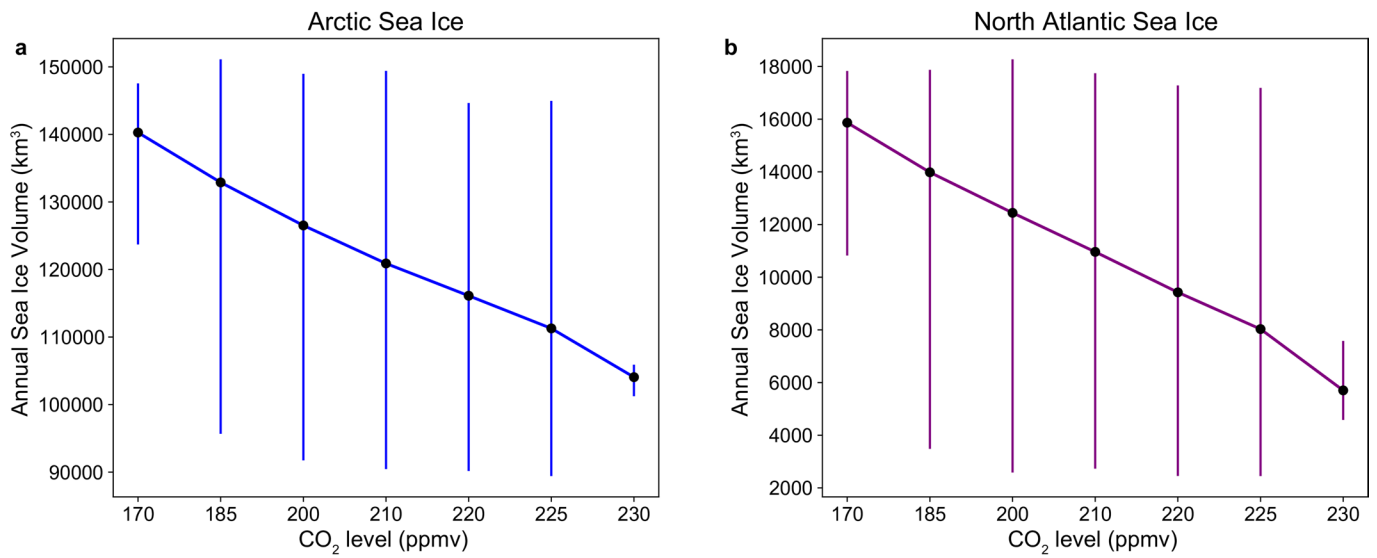 a
Arctic Sea Ice
Annual Sea Ice Volume (km³)
150000
140000
130000
120000
110000
100000
90000
170 185 200 210 220 225 230
CO₂ level (ppmv)
b
North Atlantic Sea Ice
Annual Sea Ice Volume (km³)
18000
16000
14000
12000
10000
8000
6000
4000
2000
170 185 200 210 220 225 230
CO₂ level (ppmv)